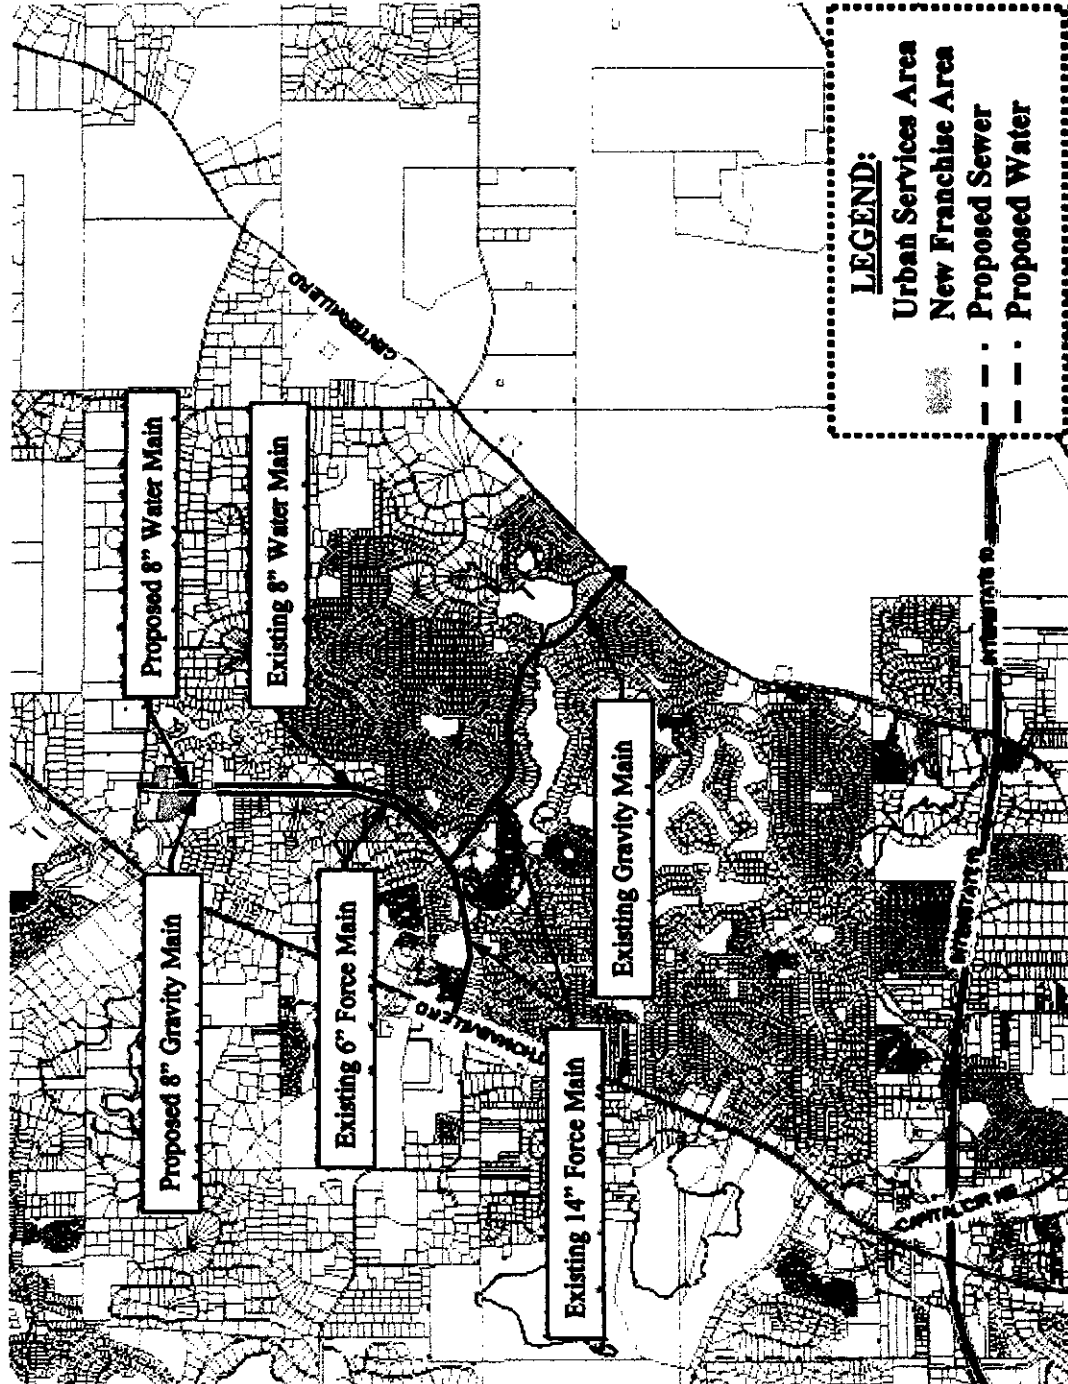 Proposed 8" Water Main
Existing 8" Water Main
Proposed 8" Gravity Main
Existing 6" Force Main
Existing Gravity Main
Existing 14" Force Main
CENTERVILLE RD
THOMASVILLE RD
INTERSTATE 10
INTERSTATE 10
CAPITAL CIR NE
LEGEND:
Urban Services Area
New Franchise Area
Proposed Sewer
Proposed Water